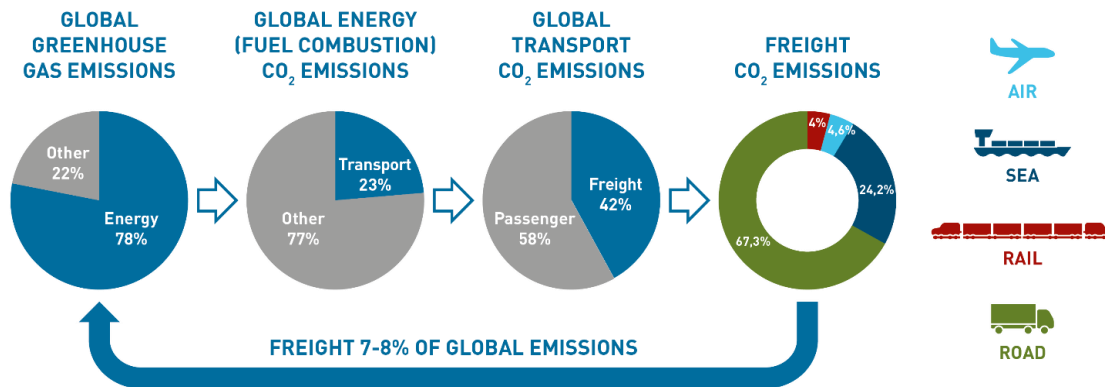 GLOBAL
GREENHOUSE
GAS EMISSIONS
GLOBAL ENERGY
(FUEL COMBUSTION)
CO₂ EMISSIONS
GLOBAL
TRANSPORT
CO₂ EMISSIONS
FREIGHT
CO₂ EMISSIONS
Other
22%
Energy
78%
Transport
23%
Other
77%
Freight
42%
Passenger
58%
4%
4,6%
24,2%
67,3%
AIR
SEA
RAIL
ROAD
FREIGHT 7-8% OF GLOBAL EMISSIONS